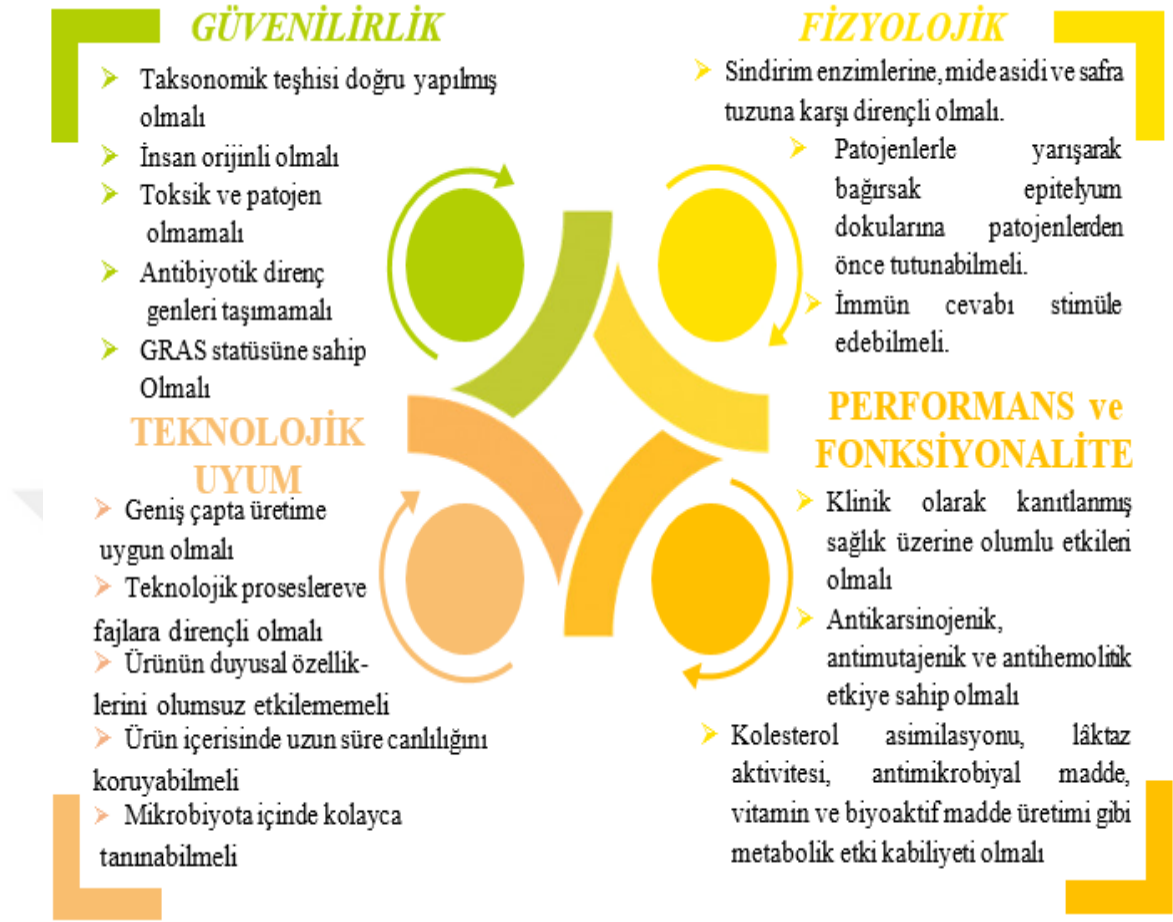 GÜVENİLİRLİK
Taksonomik teşhisi doğru yapılmış
olmalı
İnsan orijinli olmalı
Toksik ve patojen
olmamalı
Antibiyotik direnç
genleri taşımamalı
GRAS statüsüne sahip
Olmalı
FİZYOLOJİK
Sindirim enzimlerine, mide asidi ve safra
tuzuna karşı dirençli olmalı.
Patojenlerle yarışarak
bağırsak epitelyum
dokularına patojenlerden
önce tutunabilmeli.
İmmün cevabı stimüle
edebilmeli.
TEKNOLOJİK
UYUM
Geniş çapta üretime
uygun olmalı
Teknolojik proseslereve
fajlara dirençli olmalı
Ürünün duyusal özellik-
lerini olumsuz etkilememeli
Ürün içerisinde uzun süre canlılığını
koruyabilmeli
Mikrobiyota içinde kolayca
tanınabilmeli
PERFORMANS ve
FONKSİYONALİTE
Klinik olarak kanıtlanmış
sağlık üzerine olumlu etkileri
olmalı
Antikarsinojenik,
antimutajenik ve antihemolitik
etkiye sahip olmalı
Kolesterol asimilasyonu, lâktaz
aktivitesi, antimikrobiyal madde,
vitamin ve biyoaktif madde üretimi gibi
metabolik etki kabiliyeti olmalı